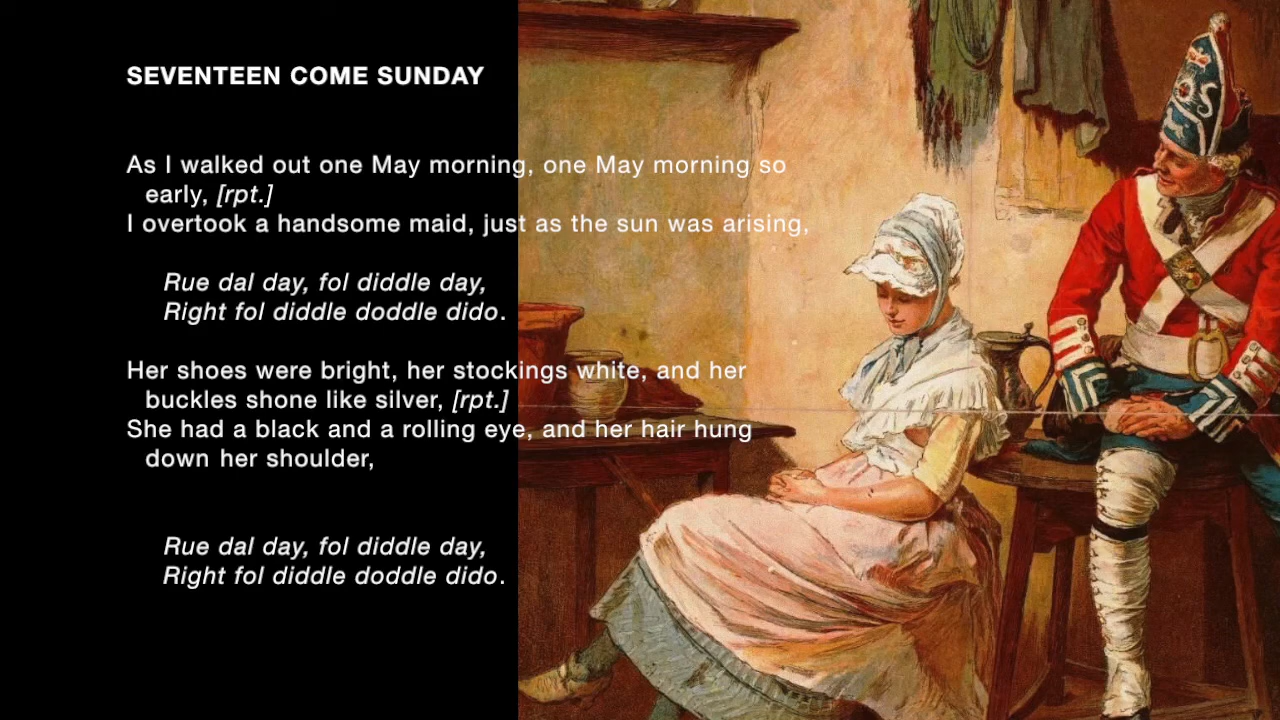 SEVENTEEN COME SUNDAY
As I walked out one May morning, one May morning so
early, [rpt.]
I overtook a handsome maid, just as the sun was arising,
Rue dal day, fol diddle day,
Right fol diddle doddle dido.
Her shoes were bright, her stockings white, and her
buckles shone like silver, [rpt.]
She had a black and a rolling eye, and her hair hung
down her shoulder,
Rue dal day, fol diddle day,
Right fol diddle doddle dido.